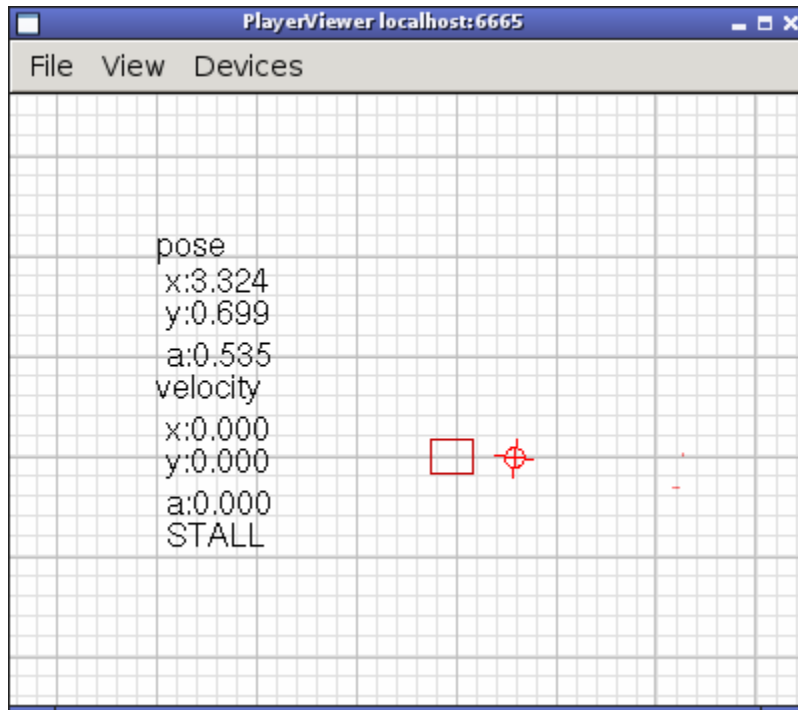 PlayerViewer localhost:6665
File View Devices
pose
x:3.324
y:0.699
a:0.535
velocity
x:0.000
y:0.000
a:0.000
STALL